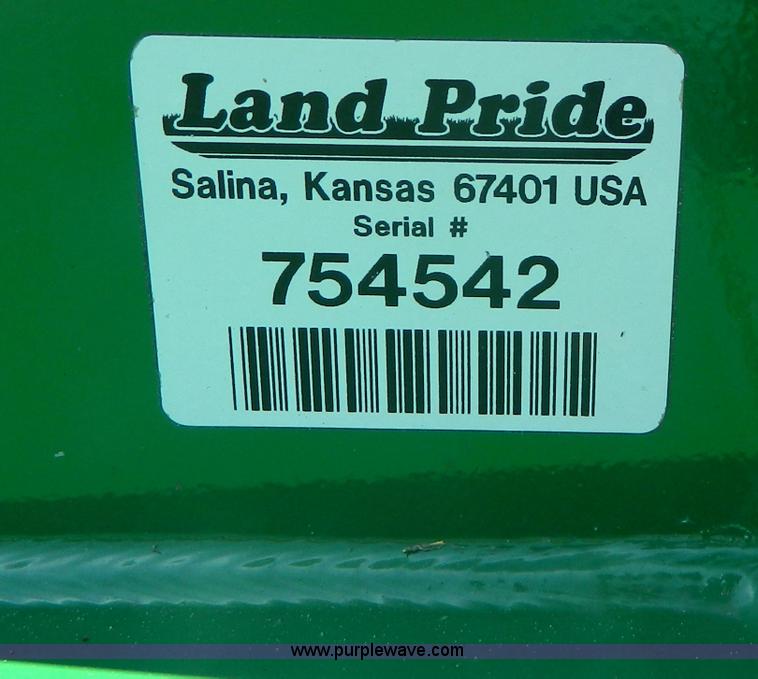 Land Pride
Salina, Kansas 67401 USA
Serial #
754542
www.purplewave.com